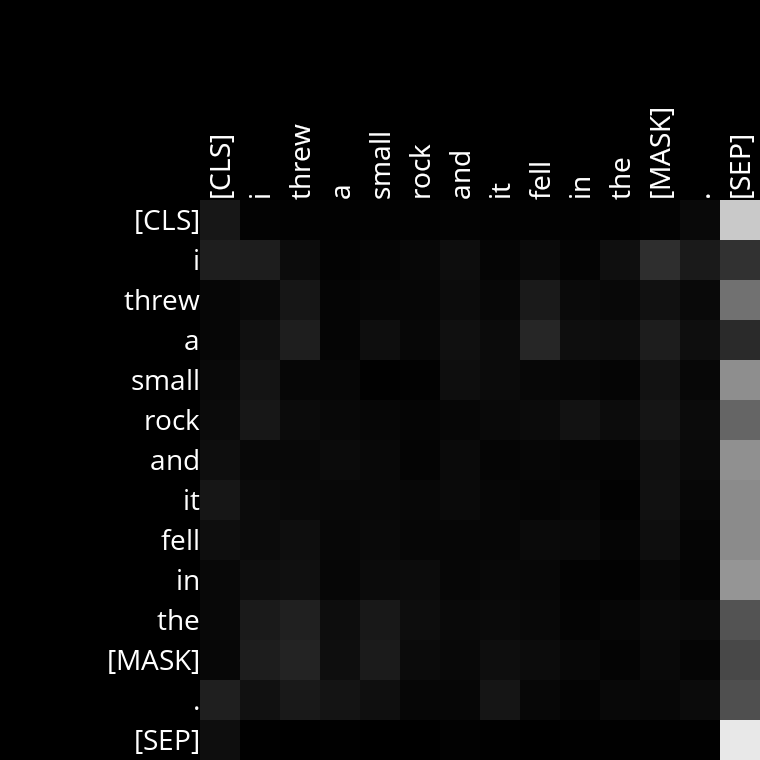 [CLS] i threw a small rock and it fell in the [MASK] . [SEP]
[CLS]
i
threw
a
small
rock
and
it
fell
in
the
[MASK]
.
[SEP]